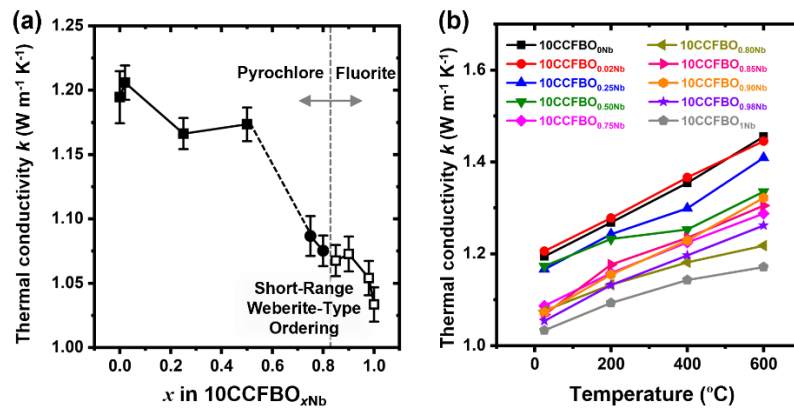 (a)
Thermal conductivity k (W m⁻¹ K⁻¹)
1.25
1.20
1.15
1.10
1.05
1.00
Pyrochlore
Fluorite
Short-Range
Weberite-Type
Ordering
0.0
0.2
0.4
0.6
0.8
1.0
x in 10CCFBOxNb
(b)
Thermal conductivity k (W m⁻¹ K⁻¹)
1.6
1.4
1.2
1.0
10CCFBO0Nb
10CCFBO0.02Nb
10CCFBO0.25Nb
10CCFBO0.50Nb
10CCFBO0.75Nb
10CCFBO0.80Nb
10CCFBO0.85Nb
10CCFBO0.90Nb
10CCFBO0.98Nb
10CCFBO1Nb
0
200
400
600
Temperature (°C)